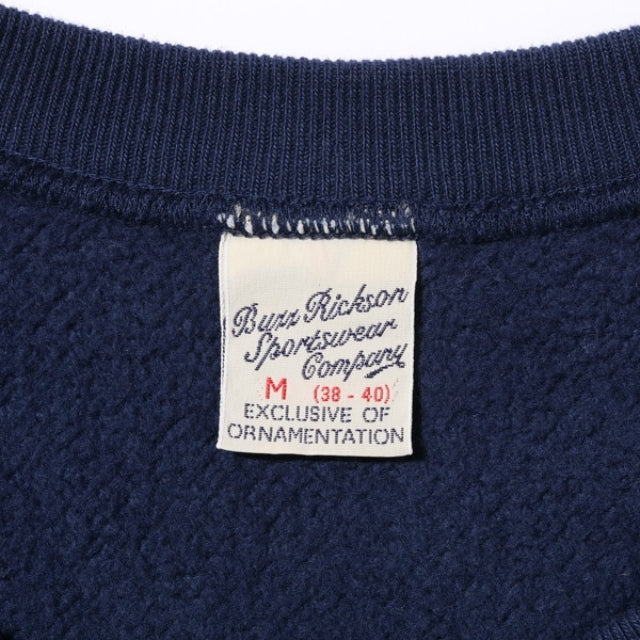 Buzz Rickson
Sportswear
Company
M (38 - 40)
EXCLUSIVE OF
ORNAMENTATION